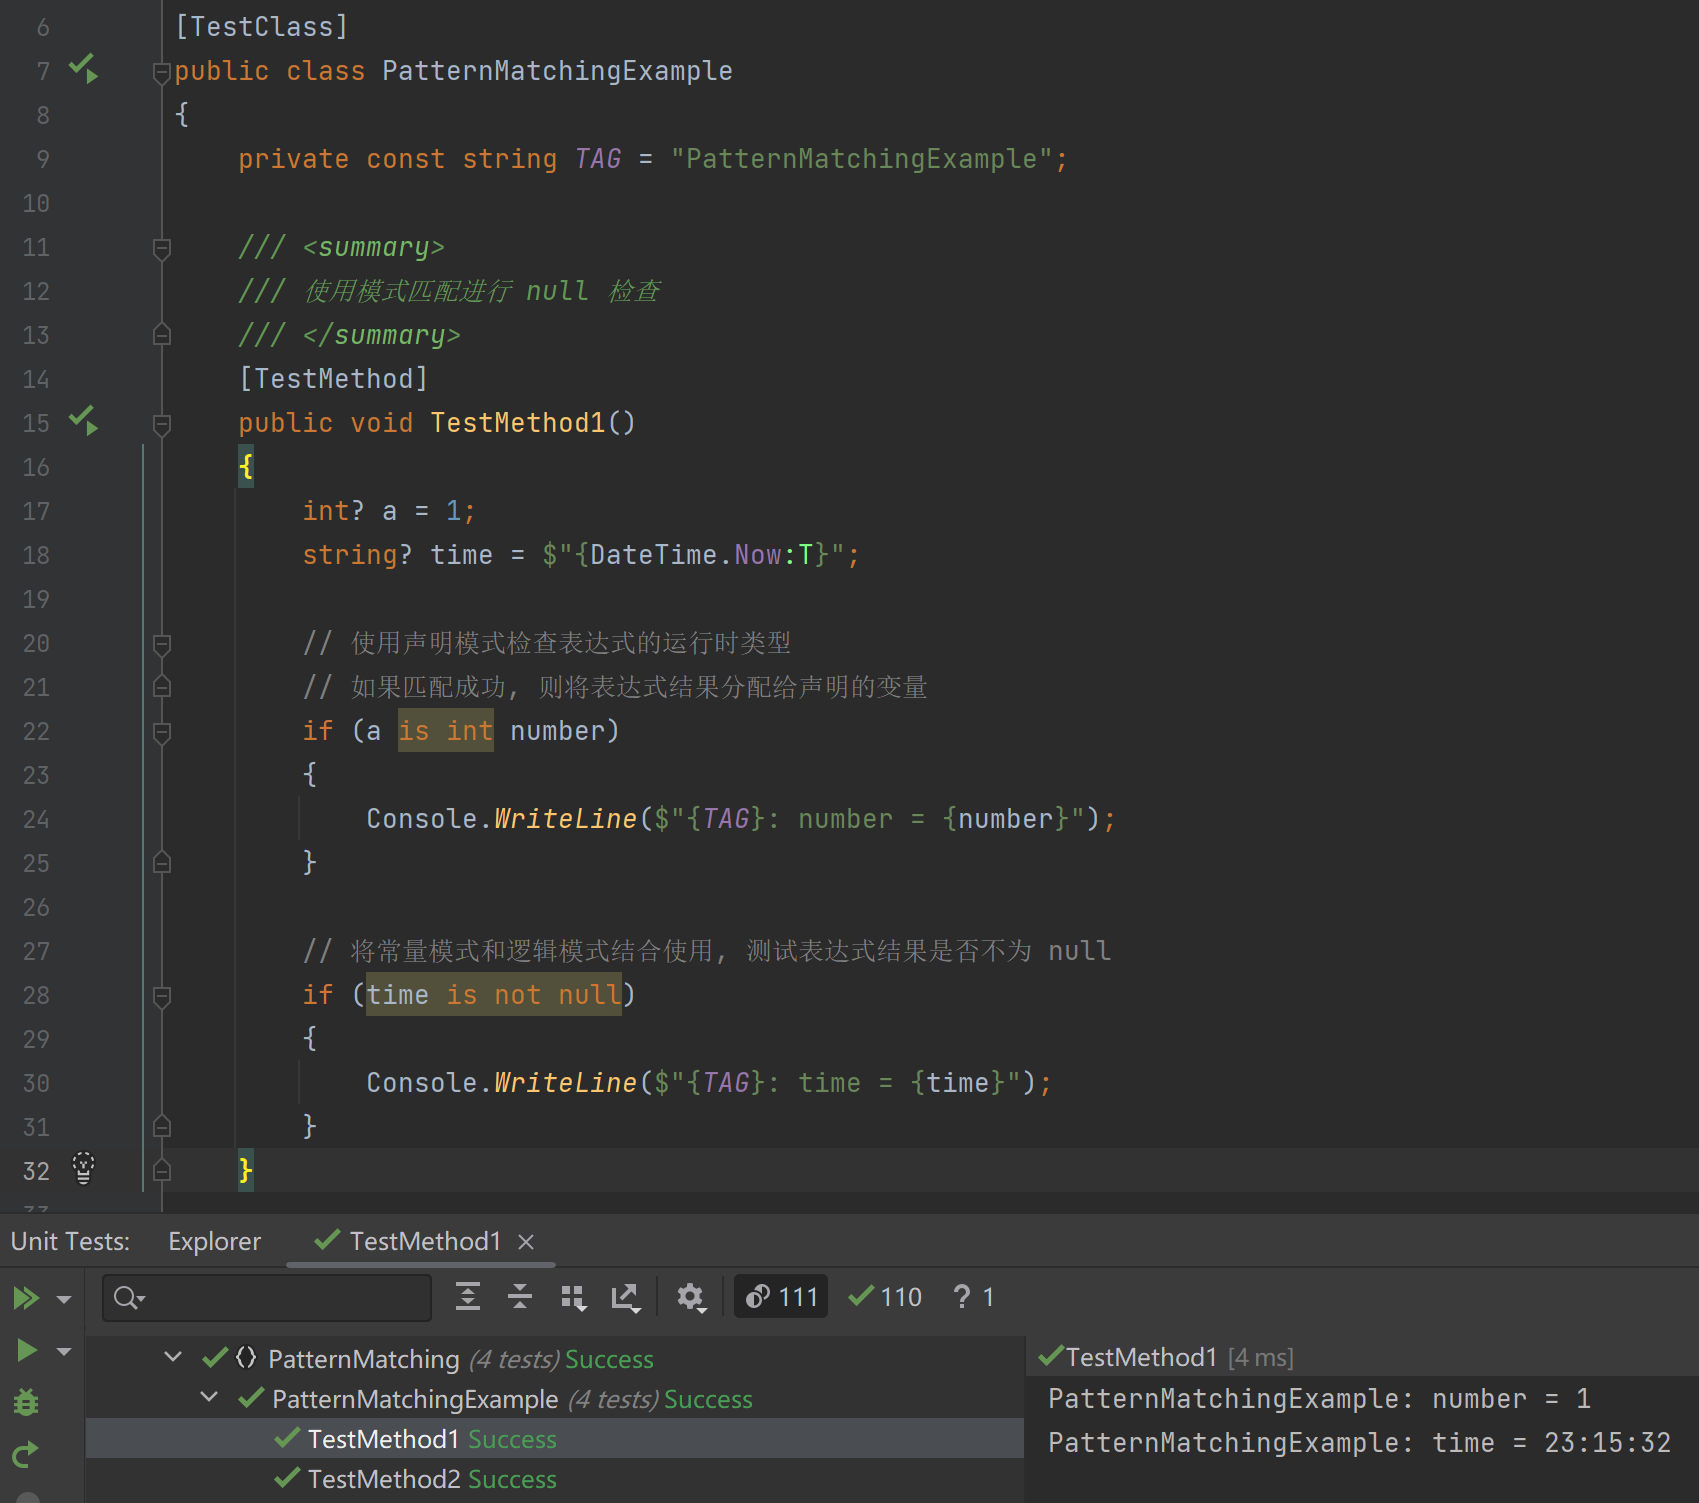 6 [TestClass]
7 public class PatternMatchingExample
8 {
9 private const string TAG = "PatternMatchingExample";
10
11 /// <summary>
12 /// 使用模式匹配进行 null 检查
13 /// </summary>
14 [TestMethod]
15 public void TestMethod1()
16 {
17 int? a = 1;
18 string? time = $"{DateTime.Now:T}";
19
20 // 使用声明模式检查表达式的运行时类型
21 // 如果匹配成功, 则将表达式结果分配给声明的变量
22 if (a is int number)
23 {
24 Console.WriteLine($"{TAG}: number = {number}");
25 }
26
27 // 将常量模式和逻辑模式结合使用, 测试表达式结果是否不为 null
28 if (time is not null)
29 {
30 Console.WriteLine($"{TAG}: time = {time}");
31 }
32 }
33
Unit Tests: Explorer TestMethod1
111 110 ? 1
PatternMatching (4 tests) Success
PatternMatchingExample (4 tests) Success
TestMethod1 Success
TestMethod2 Success
TestMethod1 [4 ms]
PatternMatchingExample: number = 1
PatternMatchingExample: time = 23:15:32